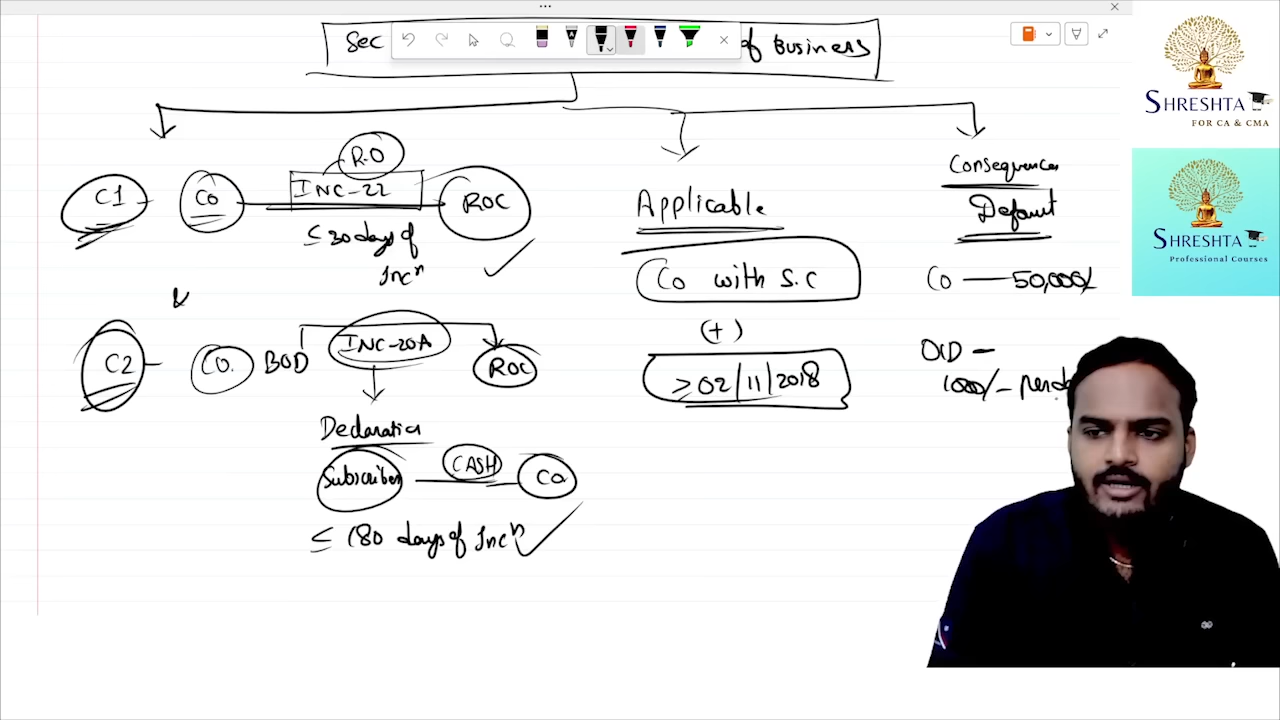 Sec of Business
C1 Co INC-22 R.O ROC
≤ 30 days of
Incⁿ
&
C2 Co. BOD INC-20A ROC
Declaration
Subscriber CASH Co
≤ 180 days of Incⁿ
Applicable
Co with S.C
(+)
≥ 02/11/2018
Consequences
Default
Co — 50,000/-
OID -
1000/- per d
SHRESHTA
FOR CA & CMA
SHRESHTA
Professional Courses